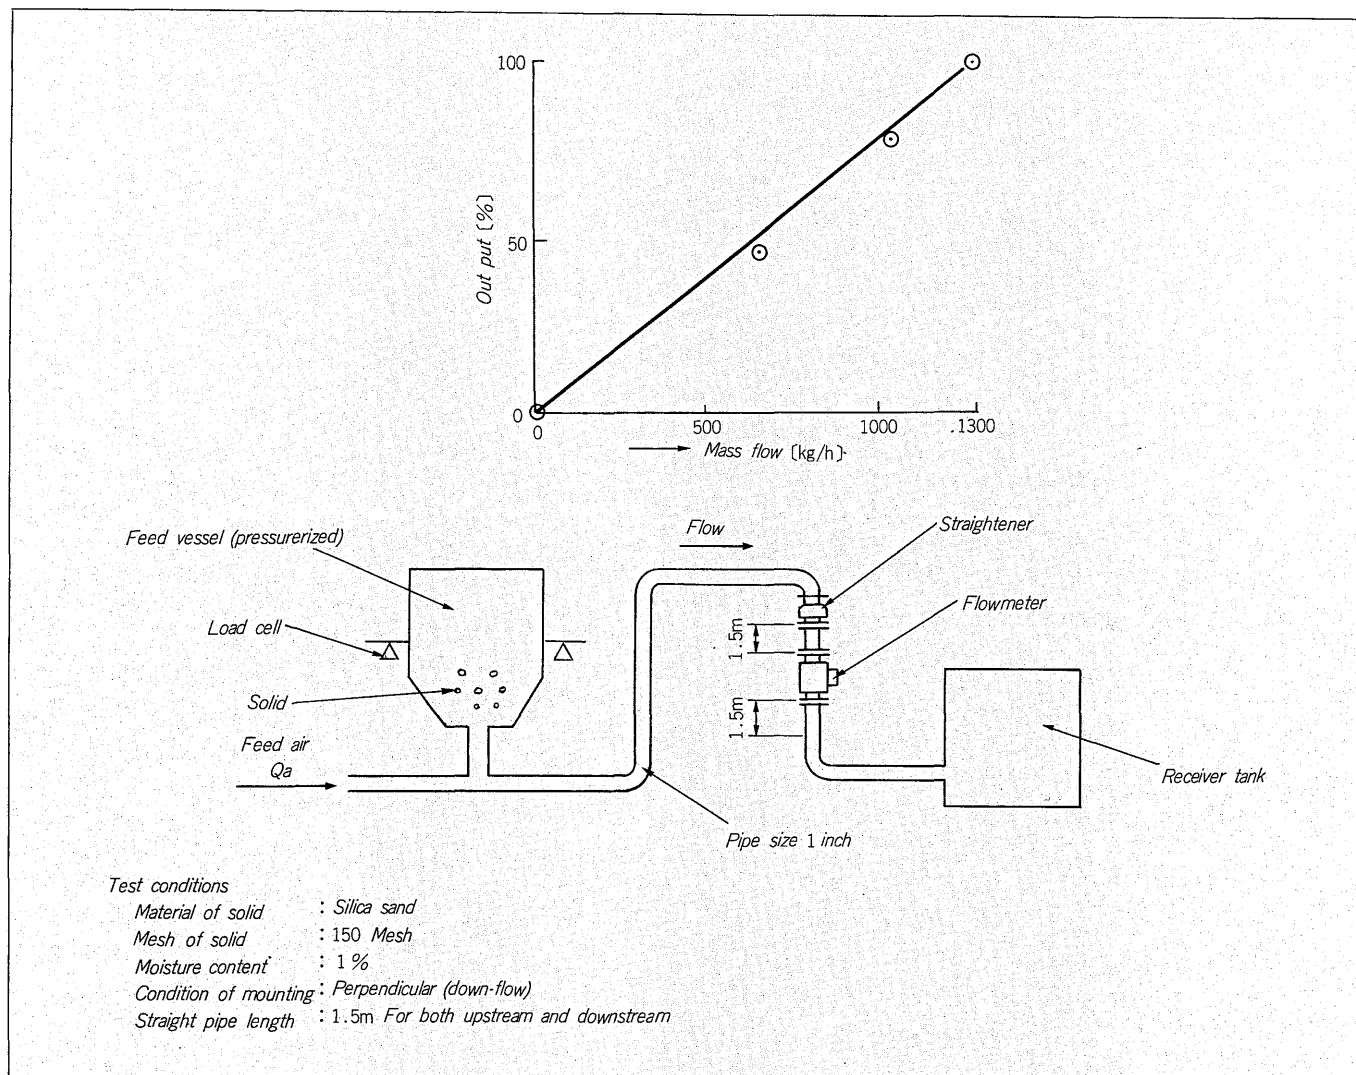 100
50
0
Out put [%]
0
500
1000
.1300
Mass flow [kg/h]
Flow
Straightener
Feed vessel (pressurerized)
Flowmeter
Load cell
1.5m
Solid
1.5m
Feed air
Qa
Receiver tank
Pipe size 1 inch
Test conditions
Material of solid : Silica sand
Mesh of solid : 150 Mesh
Moisture content : 1%
Condition of mounting : Perpendicular (down-flow)
Straight pipe length : 1.5m For both upstream and downstream